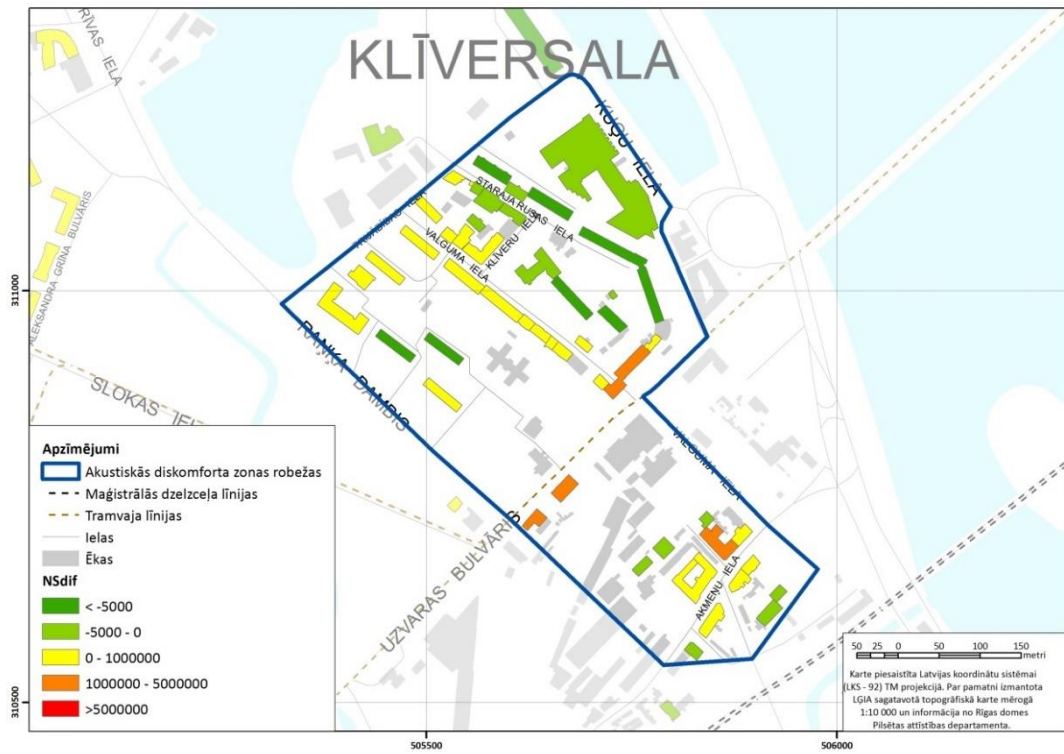 KLĪVERSALA
RĪVAS IELA
ALEKSANDRA GRĪNA BULVĀRIS
KUĢU IELA
STARAJA RUSAS IELA
KLĪVERU IELA
VALGUMA IELA
311000
RAŅĶA DAMBIS
SLOKAS IEL
VALGUMA IELA
UZVARAS BULVĀRIS
AKMEŅU IELA
Apzīmējumi
Akustiskās diskomforta zonas robežas
Maģistrālās dzelzceļa līnijas
Tramvaja līnijas
Ielas
Ēkas
NSdif
< -5000
-5000 - 0
0 - 1000000
1000000 - 5000000
>5000000
50 25 0 50 100 150
metri
Karte piesaistīta Latvijas koordinātu sistēmai
(LKS - 92) TM projekcijā. Par pamatni izmantota
LĢIA sagatavotā topogrāfiskā karte mērogā
1:10 000 un informācija no Rīgas domes
Pilsētas attīstības departamenta.
310500
505500
506000